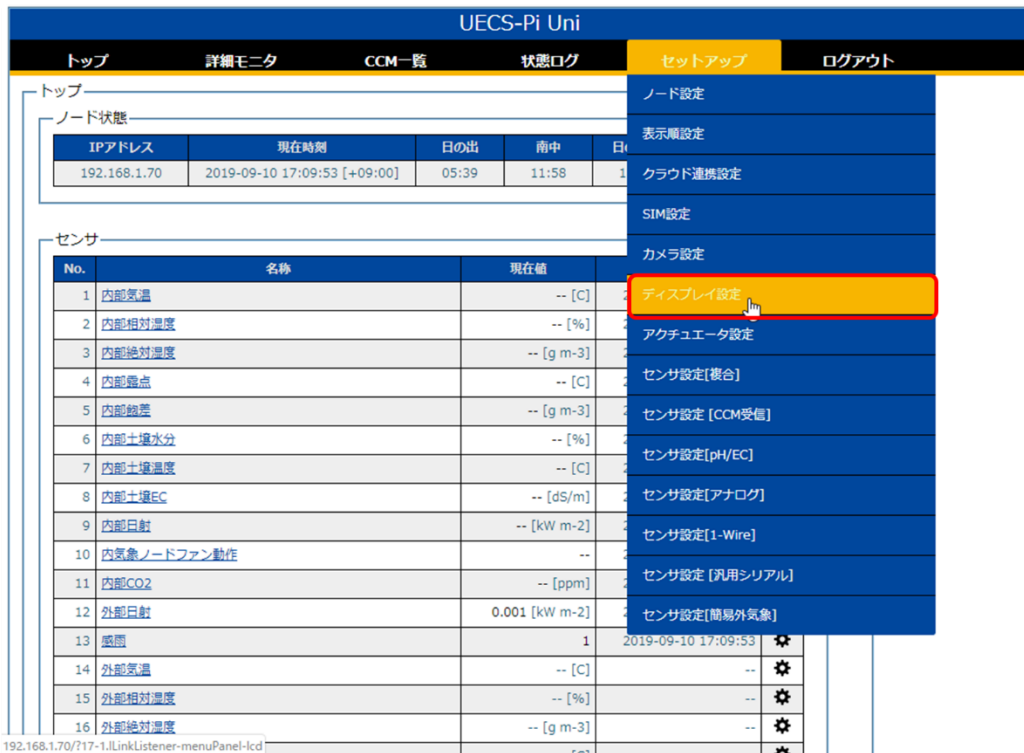 UECS-Pi Uni
トップ 詳細モニタ CCM一覧 状態ログ セットアップ ログアウト
トップ
ノード状態
IPアドレス 現在時刻 日の出 南中
192.168.1.70 2019-09-10 17:09:53 [+09:00] 05:39 11:58
センサ
No. 名称 現在値
1 内部気温 -- [C]
2 内部相対湿度 -- [%]
3 内部絶対湿度 -- [g m-3]
4 内部露点 -- [C]
5 内部飽差 -- [g m-3]
6 内部土壌水分 -- [%]
7 内部土壌温度 -- [C]
8 内部土壌EC -- [dS/m]
9 内部日射 -- [kW m-2]
10 内気象ノードファン動作 --
11 内部CO2 -- [ppm]
12 外部日射 0.001 [kW m-2]
13 感雨 1 2019-09-10 17:09:53
14 外部気温 -- [C] --
15 外部相対湿度 -- [%] --
16 外部絶対湿度 -- [g m-3] --
ノード設定
表示順設定
クラウド連携設定
SIM設定
カメラ設定
ディスプレイ設定
アクチュエータ設定
センサ設定[複合]
センサ設定 [CCM受信]
センサ設定[pH/EC]
センサ設定[アナログ]
センサ設定[1-Wire]
センサ設定 [汎用シリアル]
センサ設定[簡易外気象]
192.168.1.70/?17-1.ILinkListener-menuPanel-lcd